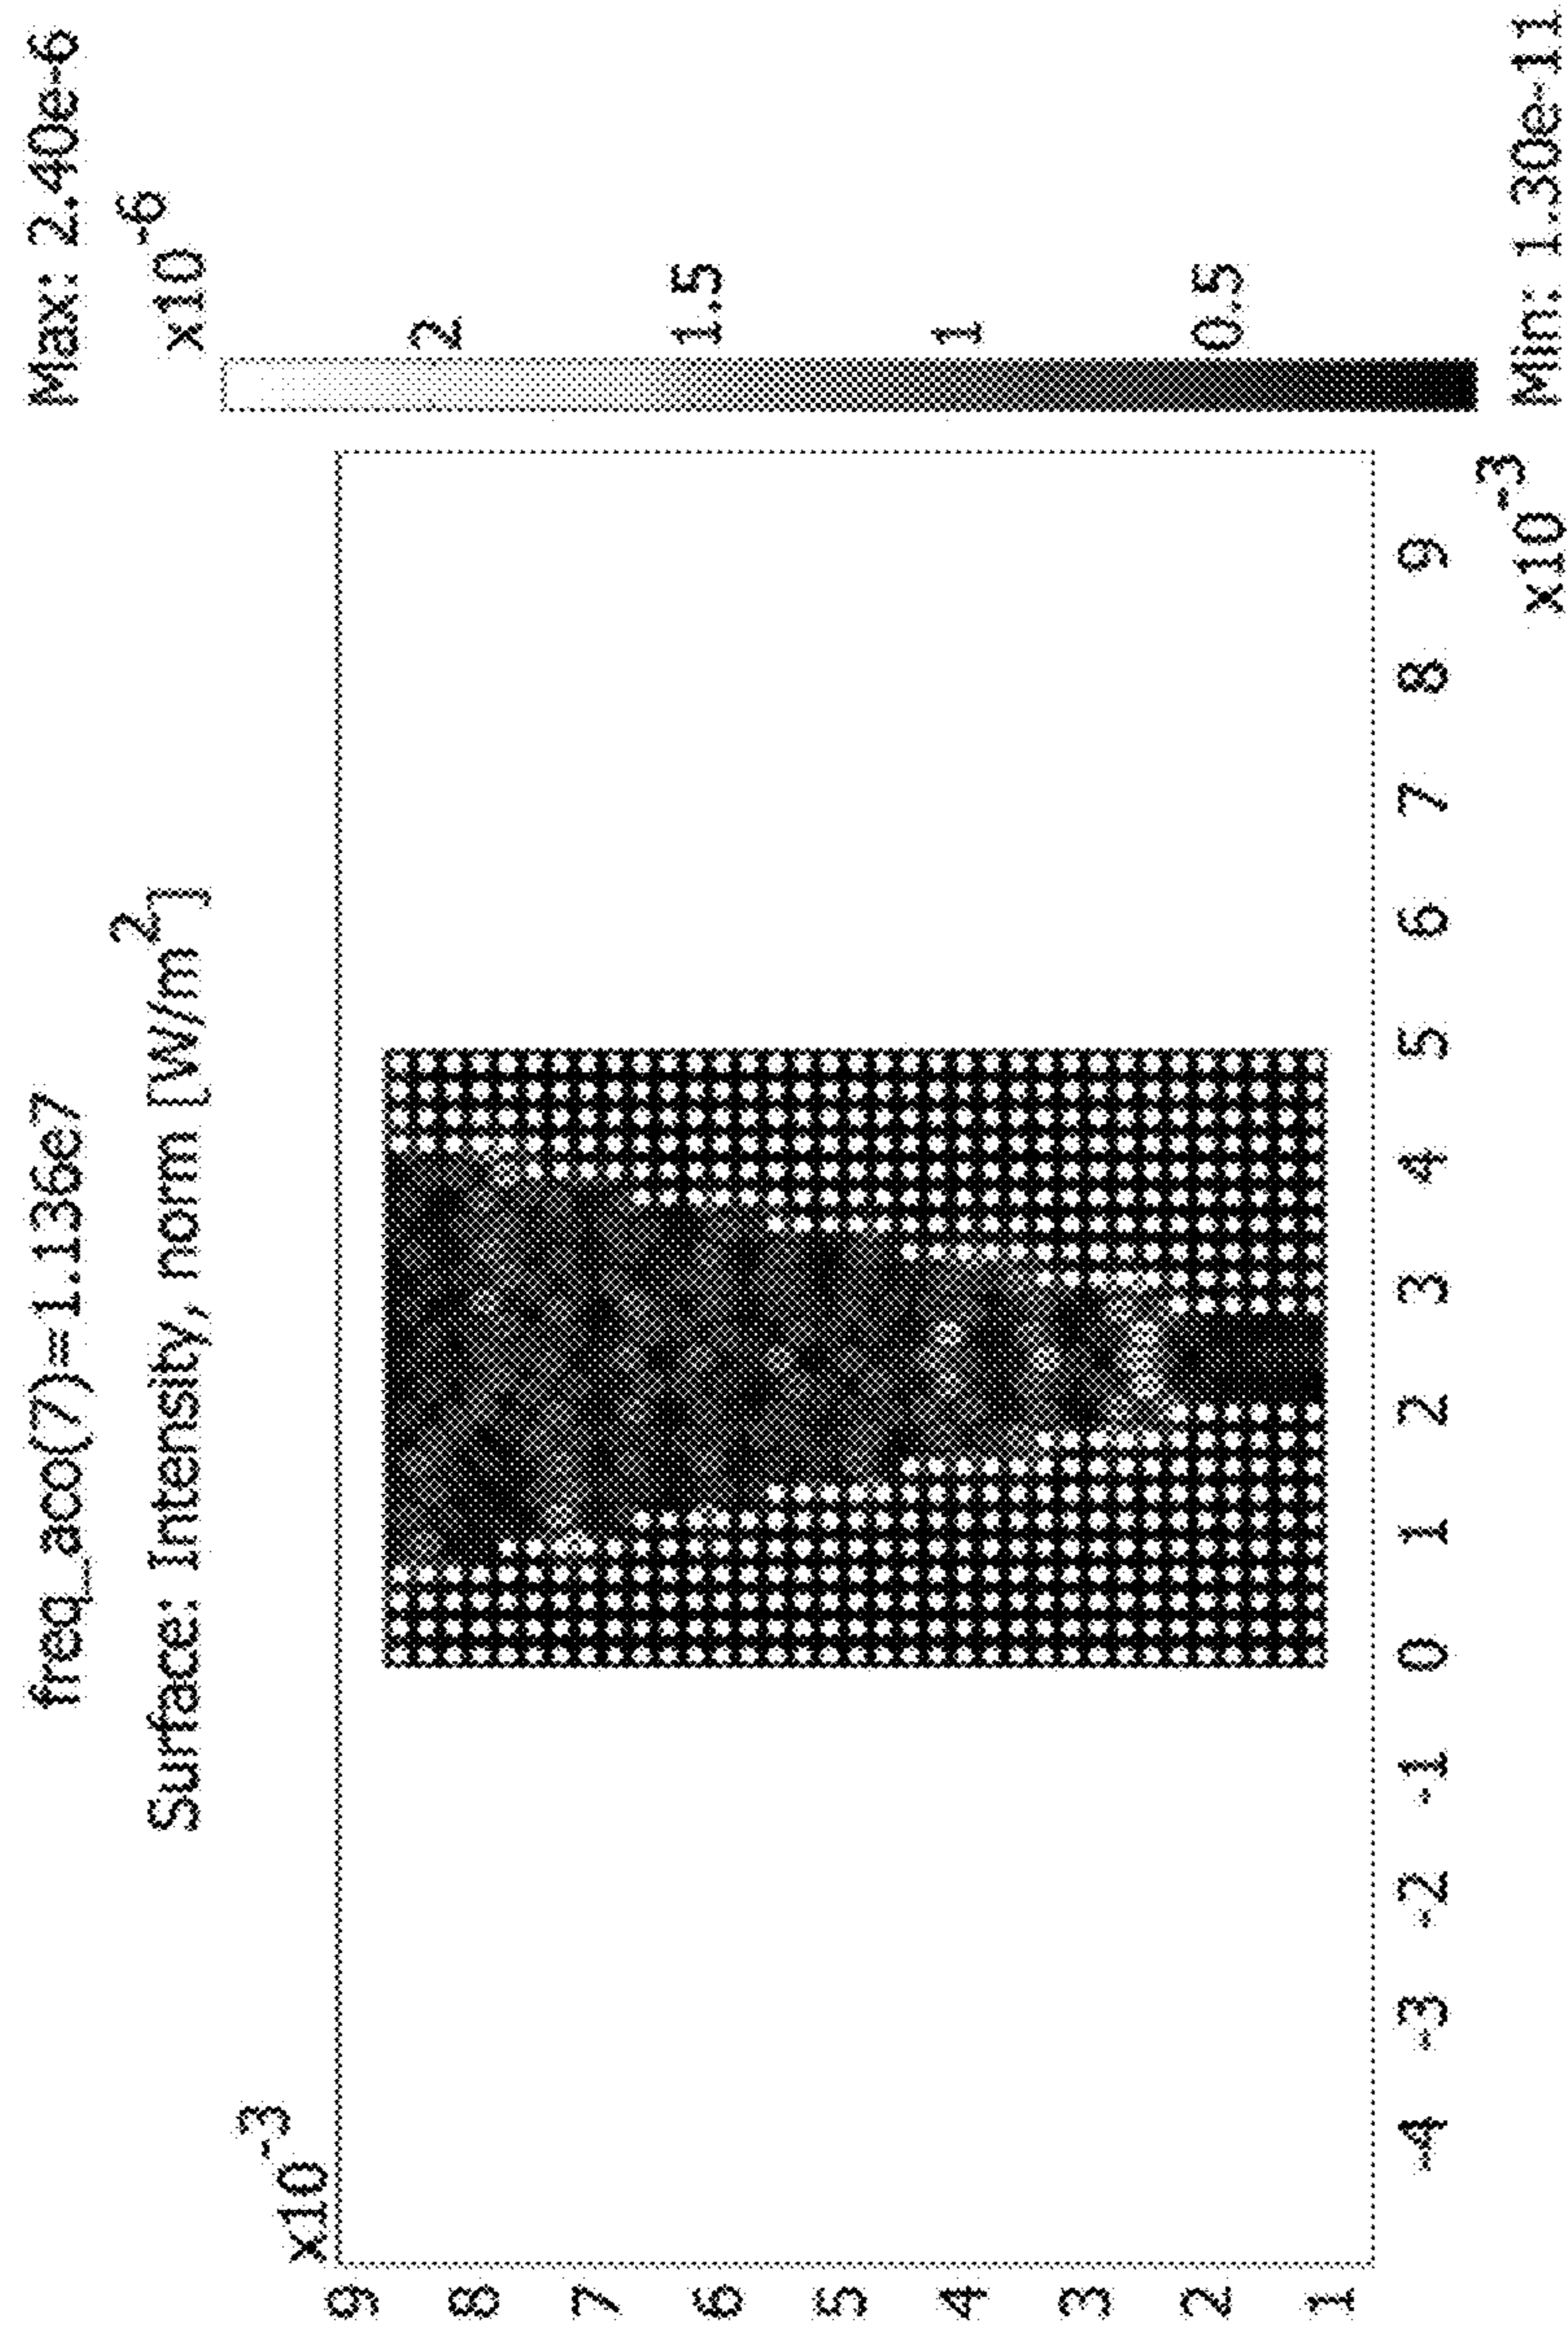 freq_aco(7)=1.136e7
Surface: Intensity, norm [W/m2]
Max: 2.40e-6
x10-3
x10-6
9
8
7
6
5
4
3
2
1
2
1.5
1
0.5
-4 -3 -2 -1 0 1 2 3 4 5 6 7 8 9
x10-3
Min: 1.30e-11